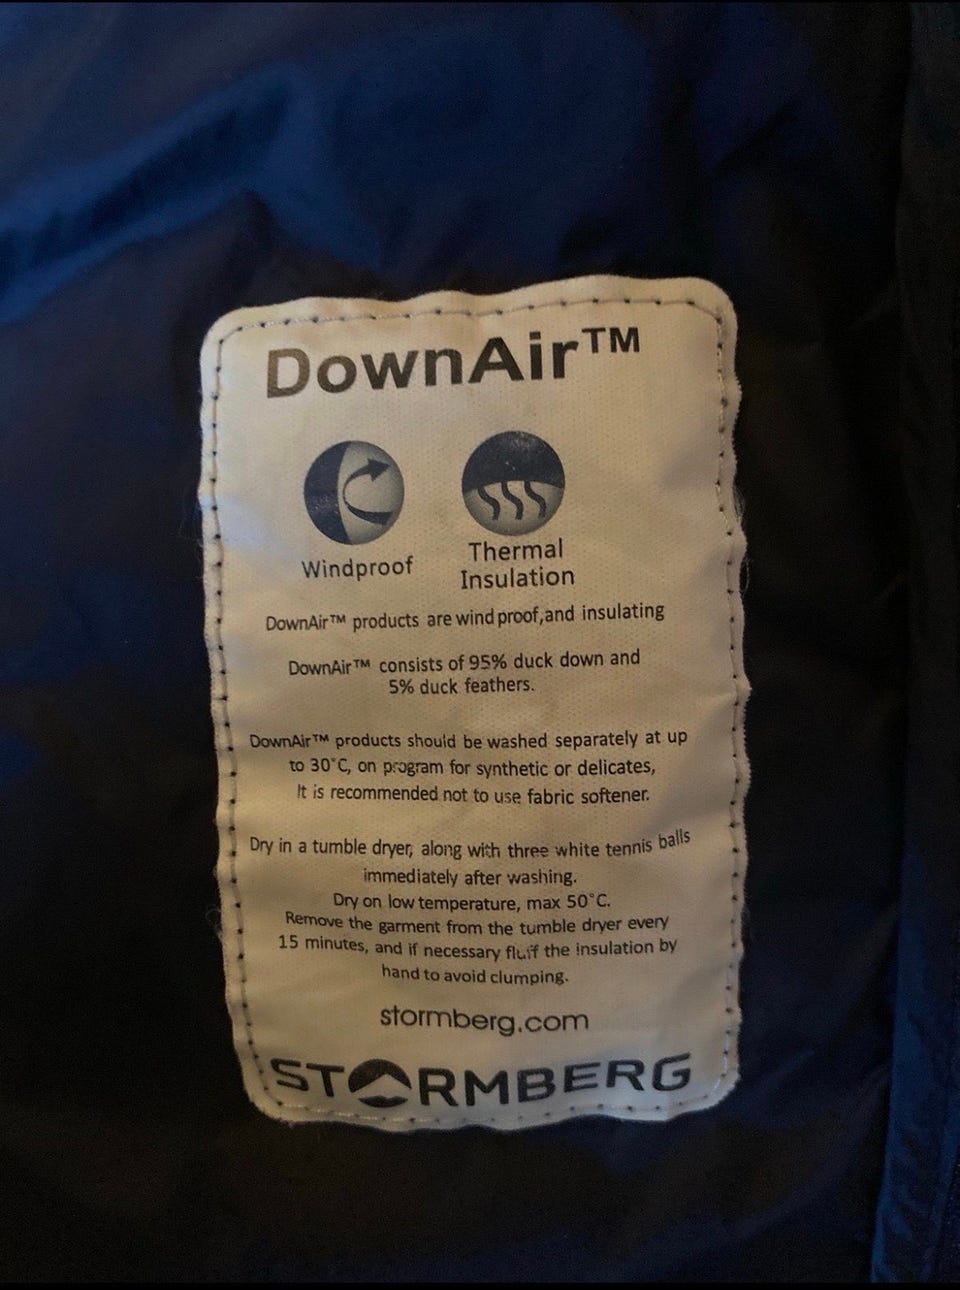 DownAir™
Windproof
Thermal
Insulation
DownAir™ products are wind proof,and insulating
DownAir™ consists of 95% duck down and
5% duck feathers.
DownAir™ products should be washed separately at up
to 30°C, on program for synthetic or delicates,
It is recommended not to use fabric softener.
Dry in a tumble dryer, along with three white tennis balls
immediately after washing.
Dry on low temperature, max 50°C.
Remove the garment from the tumble dryer every
15 minutes, and if necessary fluff the insulation by
hand to avoid clumping.
stormberg.com
STORMBERG